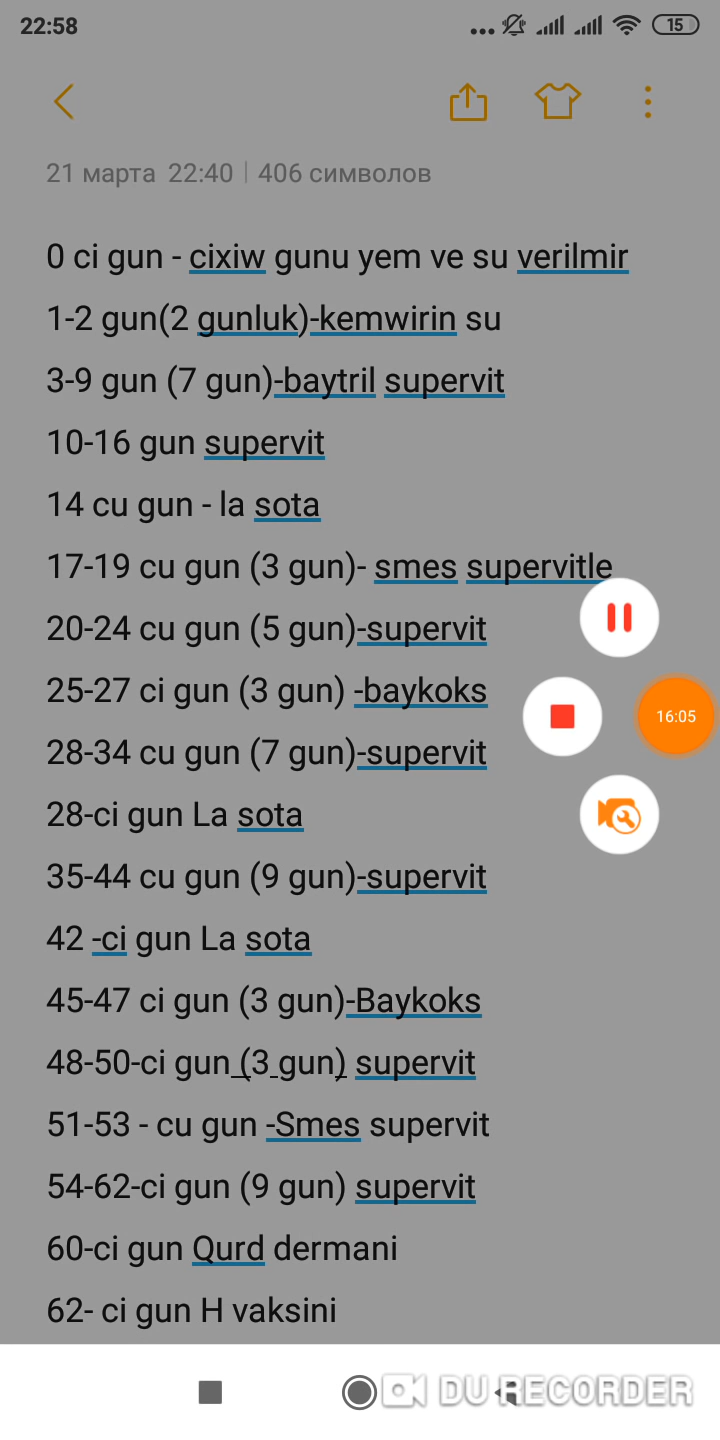 22:58
15
21 марта 22:40 | 406 символов
0 ci gun - cixiw gunu yem ve su verilmir
1-2 gun(2 gunluk)-kemwirin su
3-9 gun (7 gun)-baytril supervit
10-16 gun supervit
14 cu gun - la sota
17-19 cu gun (3 gun)- smes supervitle
20-24 cu gun (5 gun)-supervit
25-27 ci gun (3 gun) -baykoks
16:05
28-34 cu gun (7 gun)-supervit
28-ci gun La sota
35-44 cu gun (9 gun)-supervit
42 -ci gun La sota
45-47 ci gun (3 gun)-Baykoks
48-50-ci gun (3 gun) supervit
51-53 - cu gun -Smes supervit
54-62-ci gun (9 gun) supervit
60-ci gun Qurd dermani
62- ci gun H vaksini
DU RECORDER